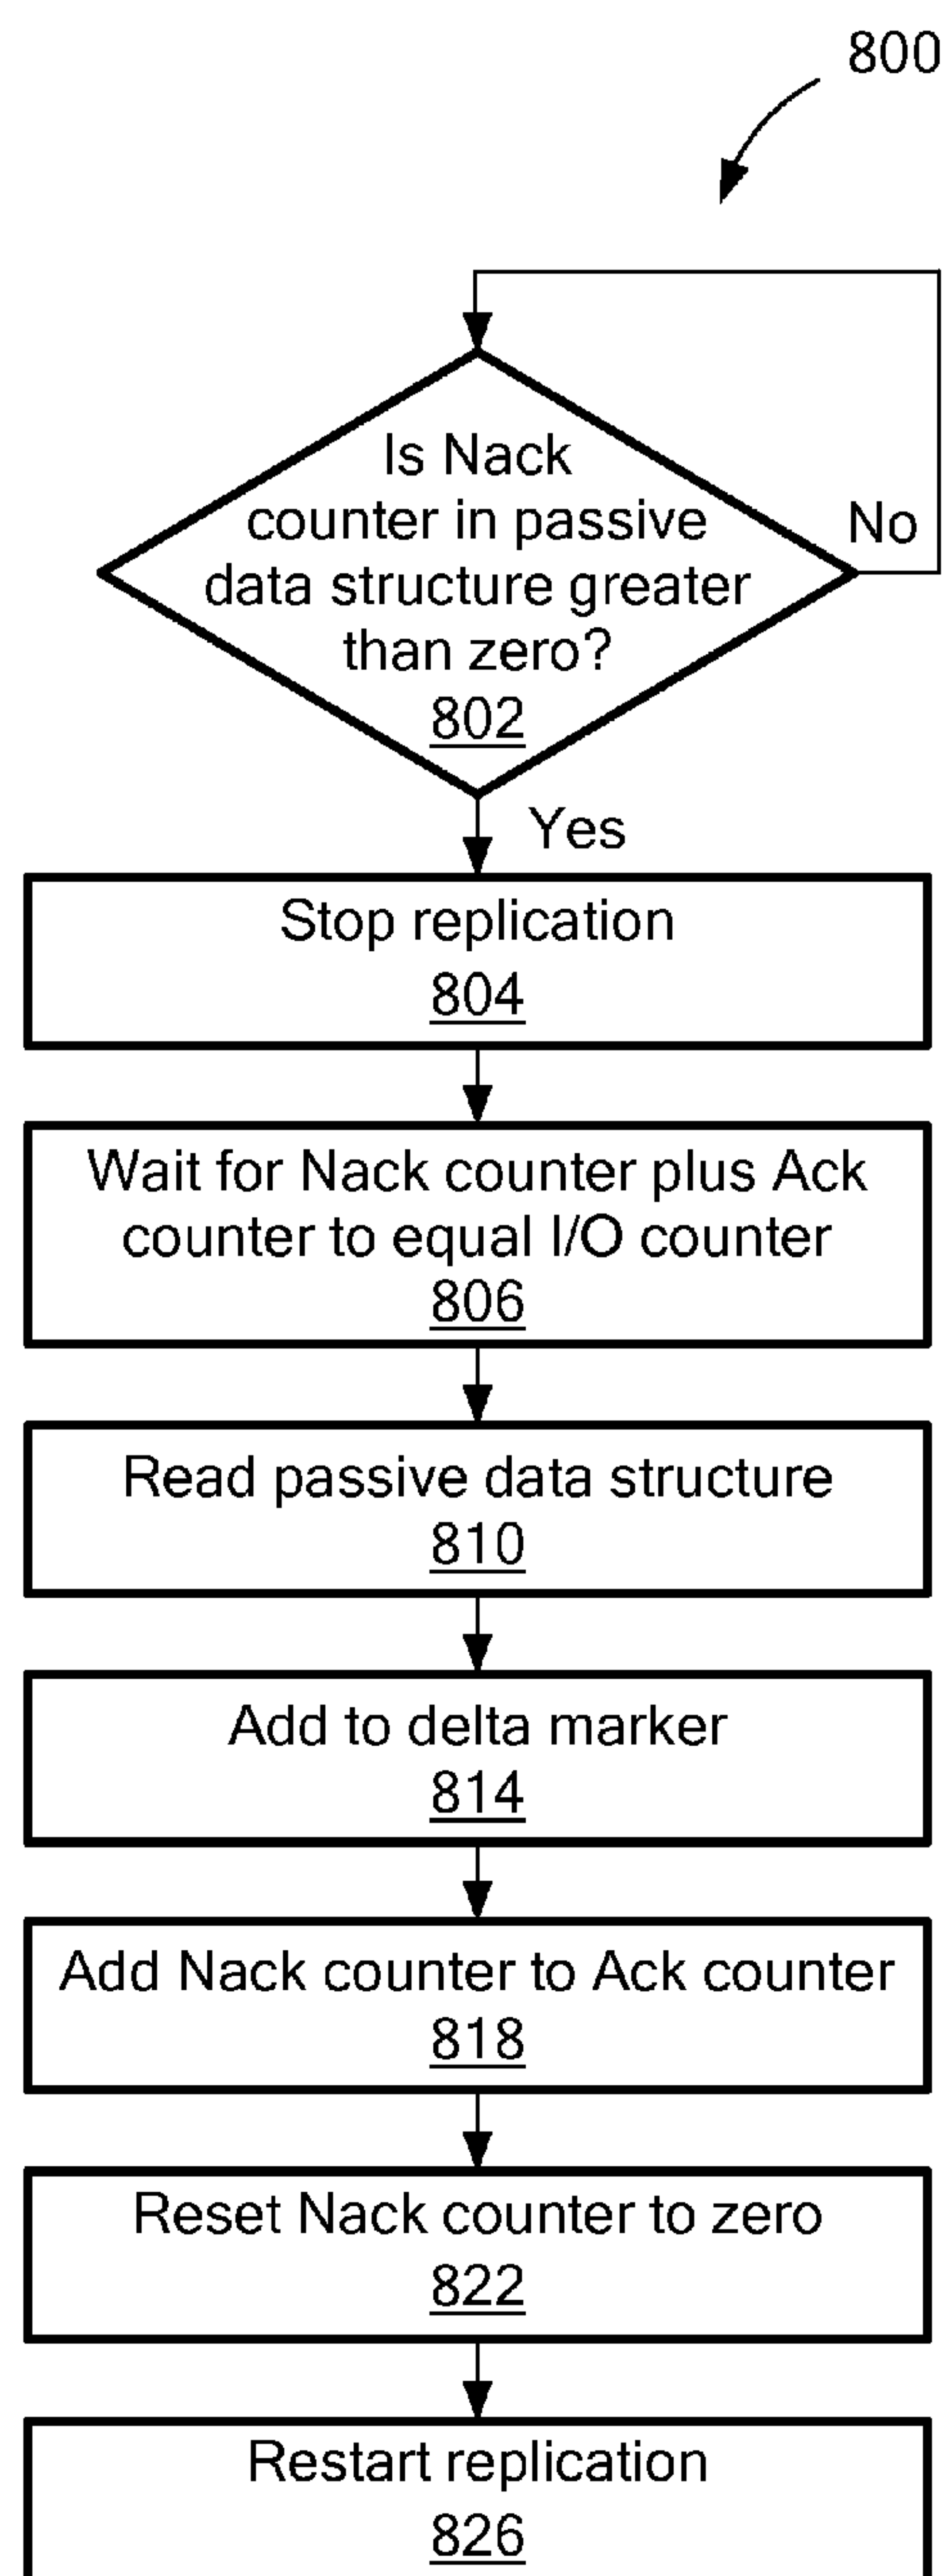 800
Is Nack
counter in passive
data structure greater
than zero?
802
No
Yes
Stop replication
804
Wait for Nack counter plus Ack
counter to equal I/O counter
806
Read passive data structure
810
Add to delta marker
814
Add Nack counter to Ack counter
818
Reset Nack counter to zero
822
Restart replication
826